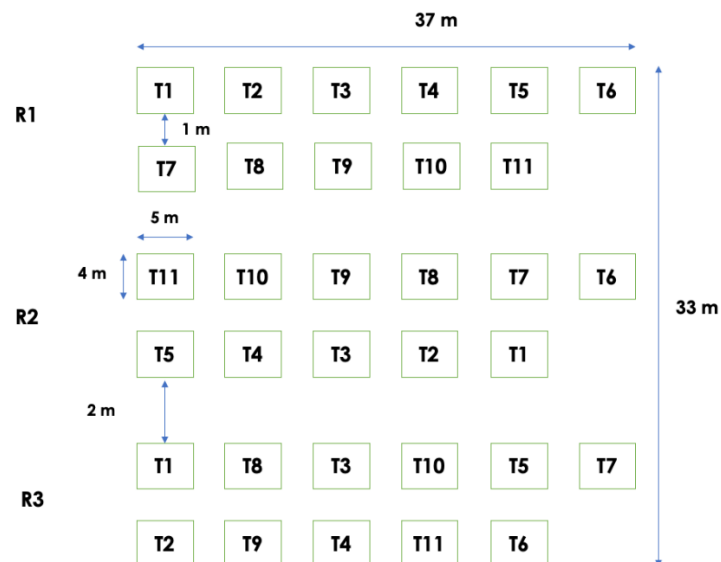 37 m
T1 T2 T3 T4 T5 T6
R1
1 m
T7 T8 T9 T10 T11
5 m
4 m
T11 T10 T9 T8 T7 T6
33 m
R2
T5 T4 T3 T2 T1
2 m
T1 T8 T3 T10 T5 T7
R3
T2 T9 T4 T11 T6